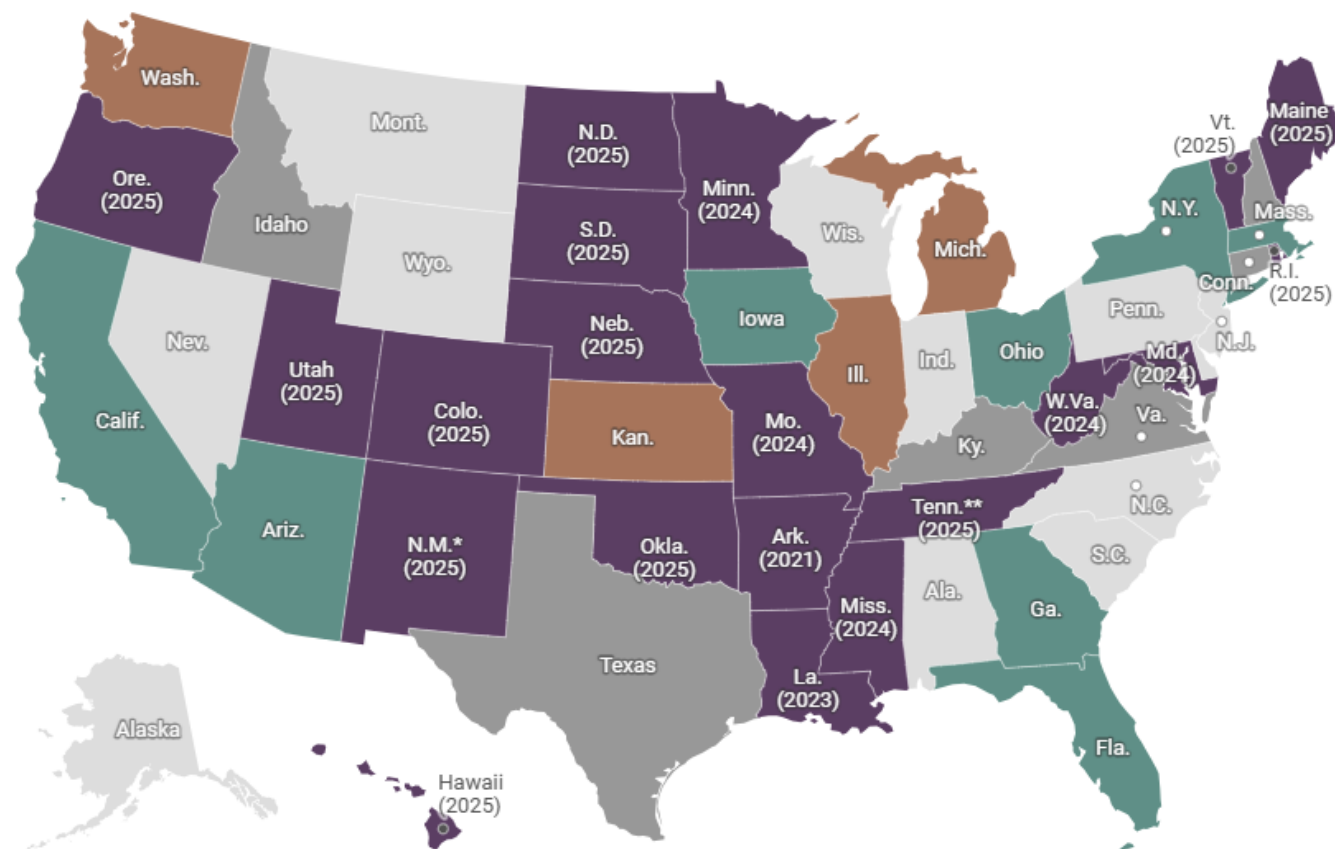 Wash.
Mont.
N.D.
(2025)
Minn.
(2024)
Vt.
(2025)
Maine
(2025)
Ore.
(2025)
Idaho
S.D.
(2025)
Wis.
Mich.
N.Y.
Mass.
Wyo.
Conn.
R.I.
(2025)
Nev.
Utah
(2025)
Colo.
(2025)
Neb.
(2025)
Iowa
Ill.
Ind.
Ohio
Penn.
N.J.
Md.
(2024)
W.Va.
(2024)
Va.
Calif.
Kan.
Mo.
(2024)
Ky.
Ariz.
N.M.*
(2025)
Okla.
(2025)
Ark.
(2021)
Tenn.**
(2025)
N.C.
S.C.
Miss.
(2024)
Ala.
Ga.
Texas
La.
(2023)
Fla.
Alaska
Hawaii
(2025)